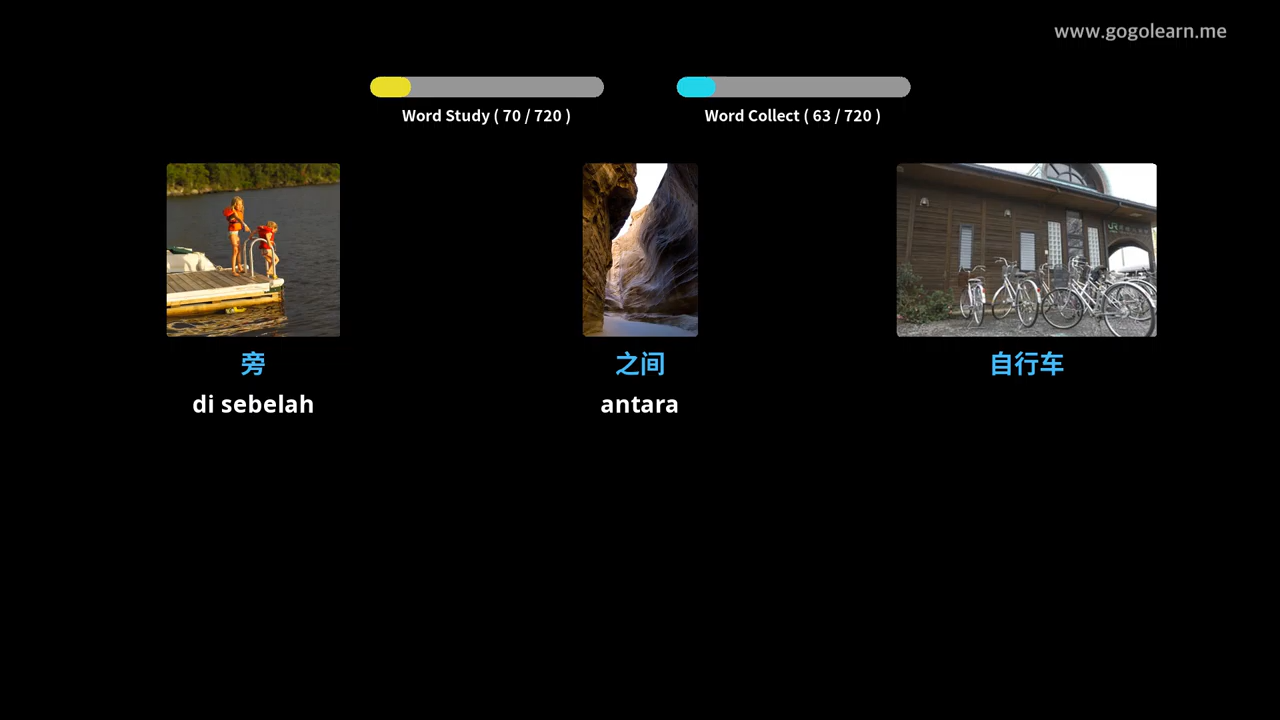 www.gogolearn.me
Word Study ( 70 / 720 )
Word Collect ( 63 / 720 )
旁
之间
自行车
di sebelah
antara